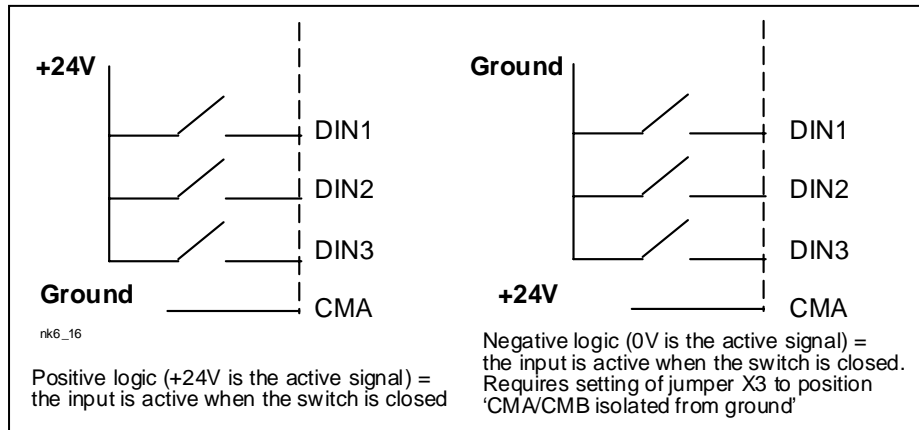 +24V
DIN1
DIN2
DIN3
Ground
CMA
nk6_16
Positive logic (+24V is the active signal) =
the input is active when the switch is closed
Ground
DIN1
DIN2
DIN3
+24V
CMA
Negative logic (0V is the active signal) =
the input is active when the switch is closed.
Requires setting of jumper X3 to position
‘CMA/CMB isolated from ground’